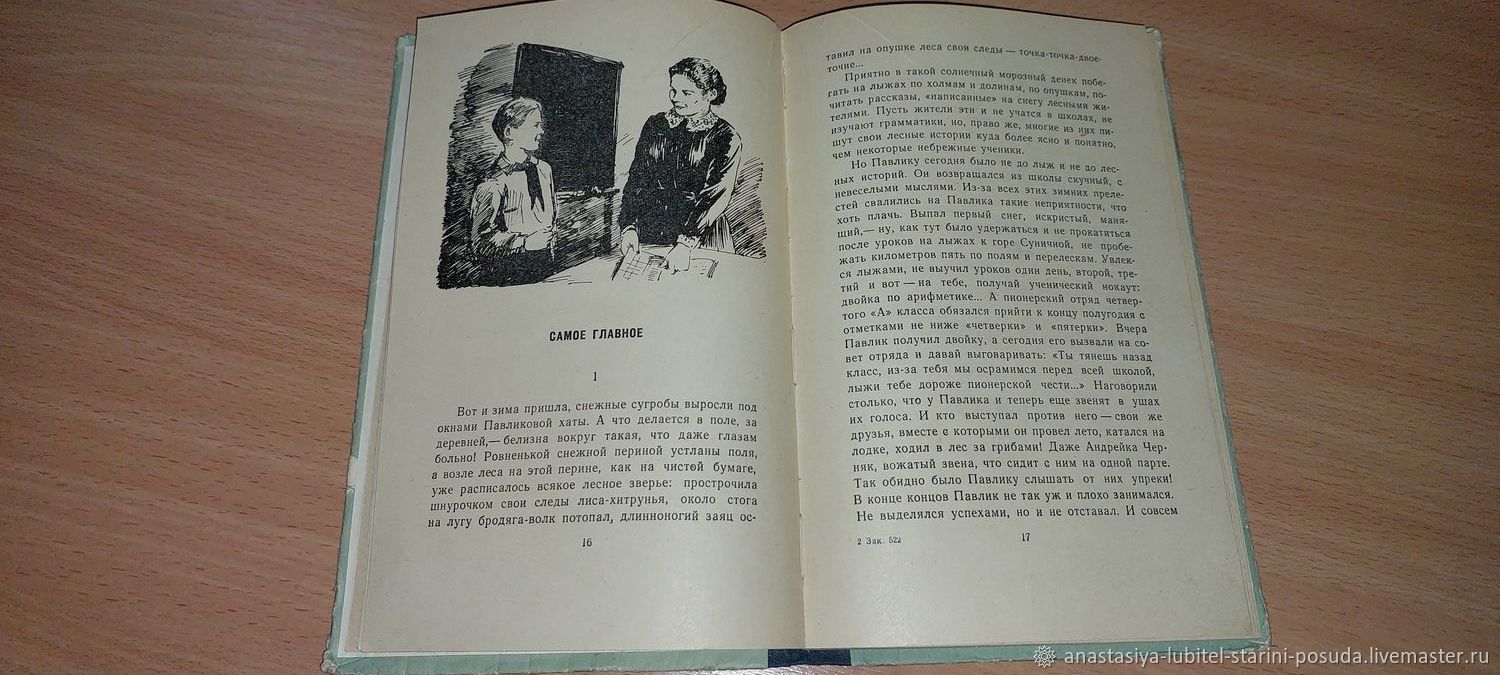 САМОЕ ГЛАВНОЕ
I
Вот и зима пришла, снежные сугробы выросли под
окнами Павликовой хаты. А что делается в поле, за
деревней,— белизна вокруг такая, что даже глазам
больно! Ровненькой снежной периной устланы поля,
а возле леса на этой перине, как на чистой бумаге,
уже расписалось всякое лесное зверье: прострочила
шнурочком свои следы лиса-хитрунья, около стога
на лугу бродяга-волк потопал, длинноногий заяц ос-
16
тавил на опушке леса свои следы — точка-точка-двое-
точие...
Приятно в такой солнечный морозный денек побе-
гать на лыжах по холмам и долинам, по опушкам, по-
читать рассказы, «написанные» на снегу лесными жи-
телями. Пусть жители эти и не учатся в школах, не
изучают грамматики, но, право же, многие из них пи-
шут свои лесные истории куда более ясно и понятно,
чем некоторые небрежные ученики.
Но Павлику сегодня было не до лыж и не до лес-
ных историй. Он возвращался из школы скучный, с
невеселыми мыслями. Из-за всех этих зимних преле-
стей свалились на Павлика такие неприятности, что
хоть плачь. Выпал первый снег, искристый, маня-
щий,— ну, как тут было удержаться и не прокатиться
после уроков на лыжах к горе Суничной, не пробе-
жать километров пять по полям и перелескам. Увлек-
ся лыжами, не выучил уроков один день, второй, тре-
тий и вот — на тебе, получай ученический нокаут:
двойка по арифметике... А пионерский отряд четвер-
того «А» класса обязался прийти к концу полугодия с
отметками не ниже «четверки» и «пятерки». Вчера
Павлик получил двойку, а сегодня его вызвали на со-
вет отряда и давай выговаривать: «Ты тянешь назад
класс, из-за тебя мы осрамимся перед всей школой,
лыжи тебе дороже пионерской чести...» Наговорили
столько, что у Павлика и теперь еще звенят в ушах
их голоса. И кто выступал против него — свои же
друзья, вместе с которыми он провел лето, катался на
лодке, ходил в лес за грибами! Даже Андрейка Чер-
няк, вожатый звена, что сидит с ним на одной парте.
Так обидно было Павлику слышать от них упреки!
В конце концов Павлик не так уж и плохо занимался.
Не выделялся успехами, но и не отставал. И совсем
2 Зак. 522
17
anastasiya-lubitel-starini-posuda.livemaster.ru